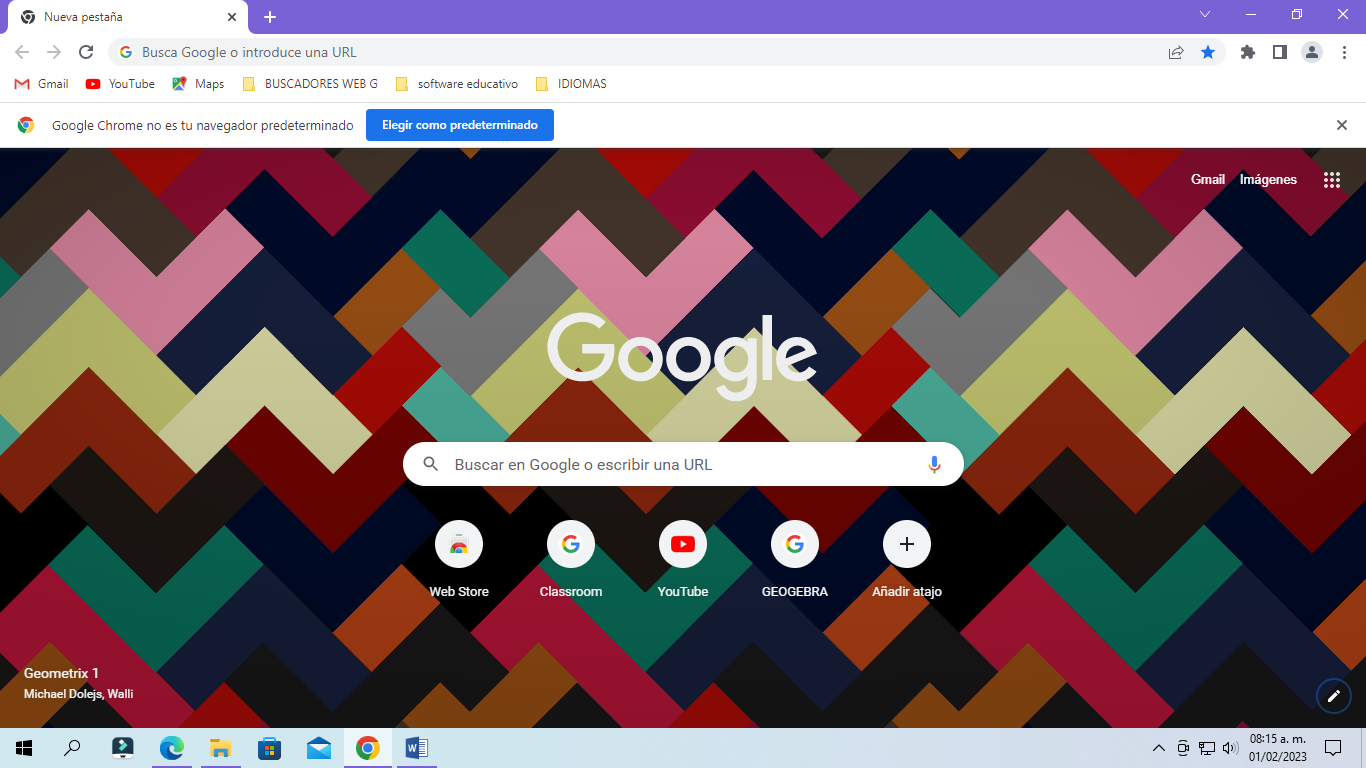 Nueva pestaña
Busca Google o introduce una URL
Gmail YouTube Maps BUSCADORES WEB G software educativo IDIOMAS
Google Chrome no es tu navegador predeterminado Elegir como predeterminado
Gmail Imágenes
Google
Buscar en Google o escribir una URL
Web Store Classroom YouTube GEOGEBRA Añadir atajo
Geometrix 1
Michael Dolejs, Walli
08:15 a. m.
01/02/2023